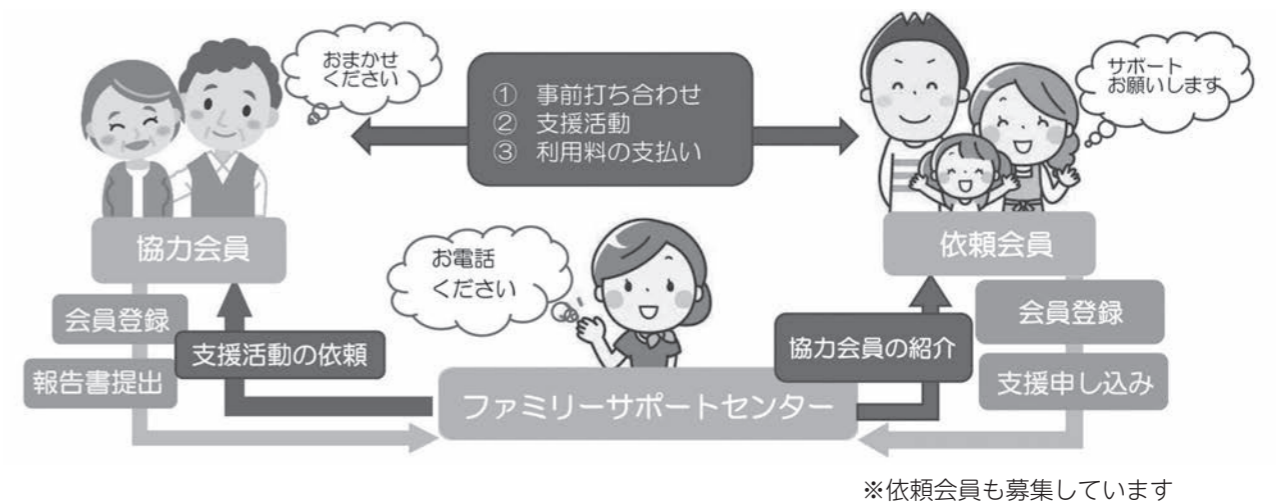 おまかせ
ください
① 事前打ち合わせ
② 支援活動
③ 利用料の支払い
サポート
お願いします
協力会員
お電話
ください
依頼会員
会員登録
報告書提出
支援活動の依頼
協力会員の紹介
会員登録
支援申し込み
ファミリーサポートセンター
※依頼会員も募集しています